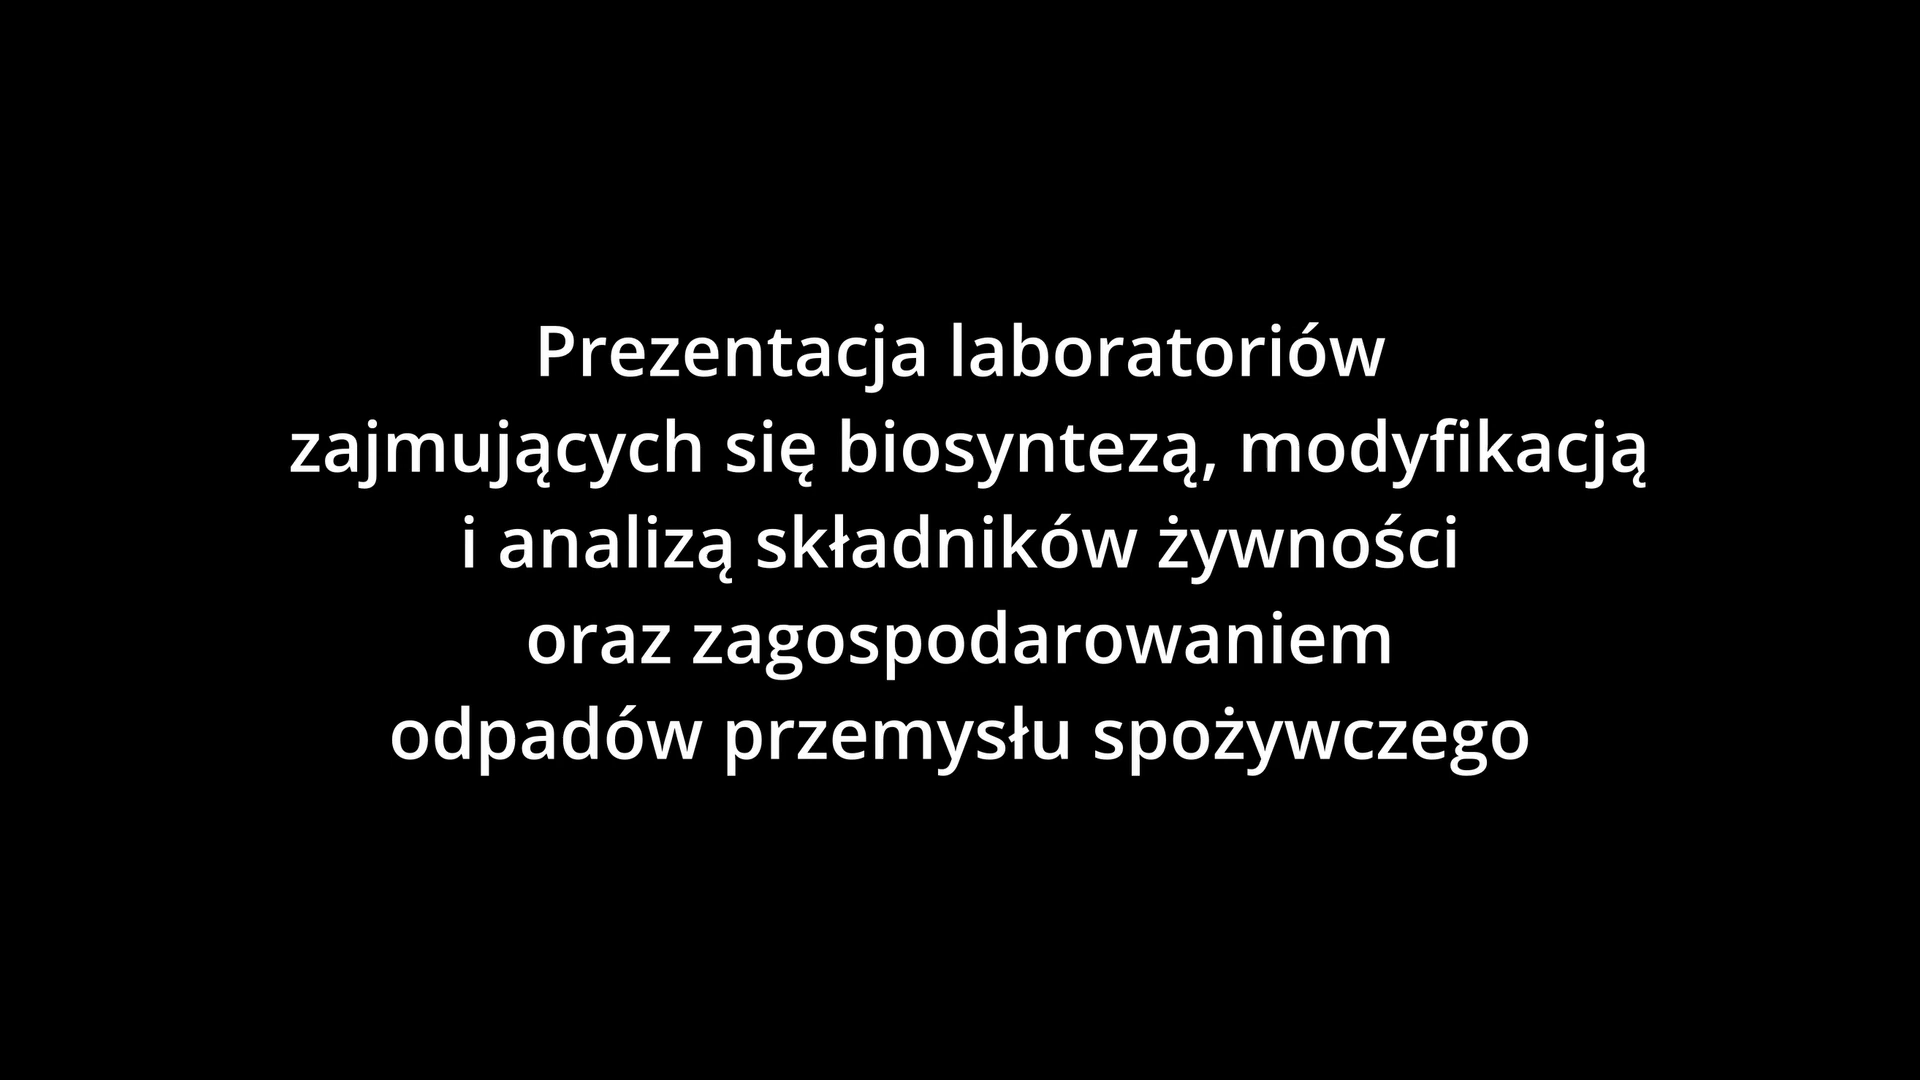 Prezentacja laboratoriów
zajmujących się biosyntezą, modyfikacją
i analizą składników żywności
oraz zagospodarowaniem
odpadów przemysłu spożywczego